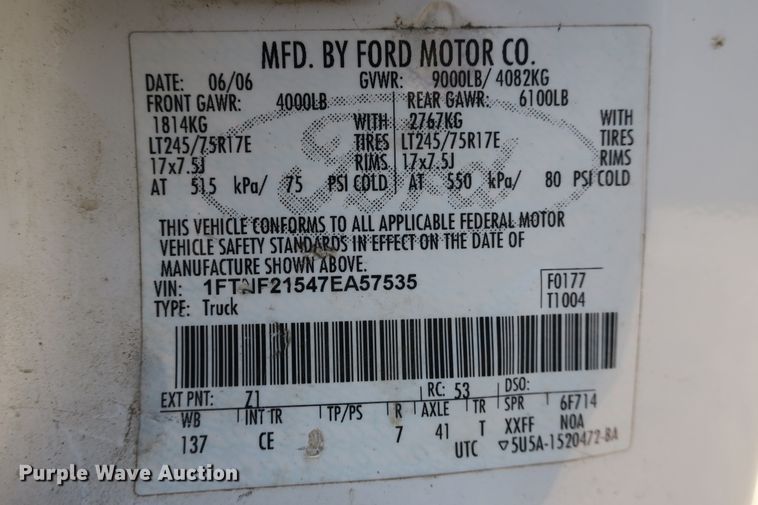 MFD. BY FORD MOTOR CO.
DATE: 06/06 GVWR: 9000LB/ 4082KG
FRONT GAWR: 4000LB REAR GAWR: 6100LB
1814KG WITH 2767KG WITH
LT245/75R17E TIRES LT245/75R17E TIRES
17x7.5J RIMS 17x7.5J RIMS
AT 515 kPa/ 75 PSI COLD AT 550 kPa/ 80 PSI COLD
Ford
THIS VEHICLE CONFORMS TO ALL APPLICABLE FEDERAL MOTOR
VEHICLE SAFETY STANDARDS IN EFFECT ON THE DATE OF
MANUFACTURE SHOWN ABOVE.
VIN: 1FTNF21547EA57535 F0177
TYPE: Truck T1004
EXT PNT: Z1 RC: 53 DSO:
WB INT TR TP/PS R AXLE TR SPR 6F714
137 CE 7 41 T XXFF NOA
UTC ▽5U5A-1520472-BA
Purple Wave Auction